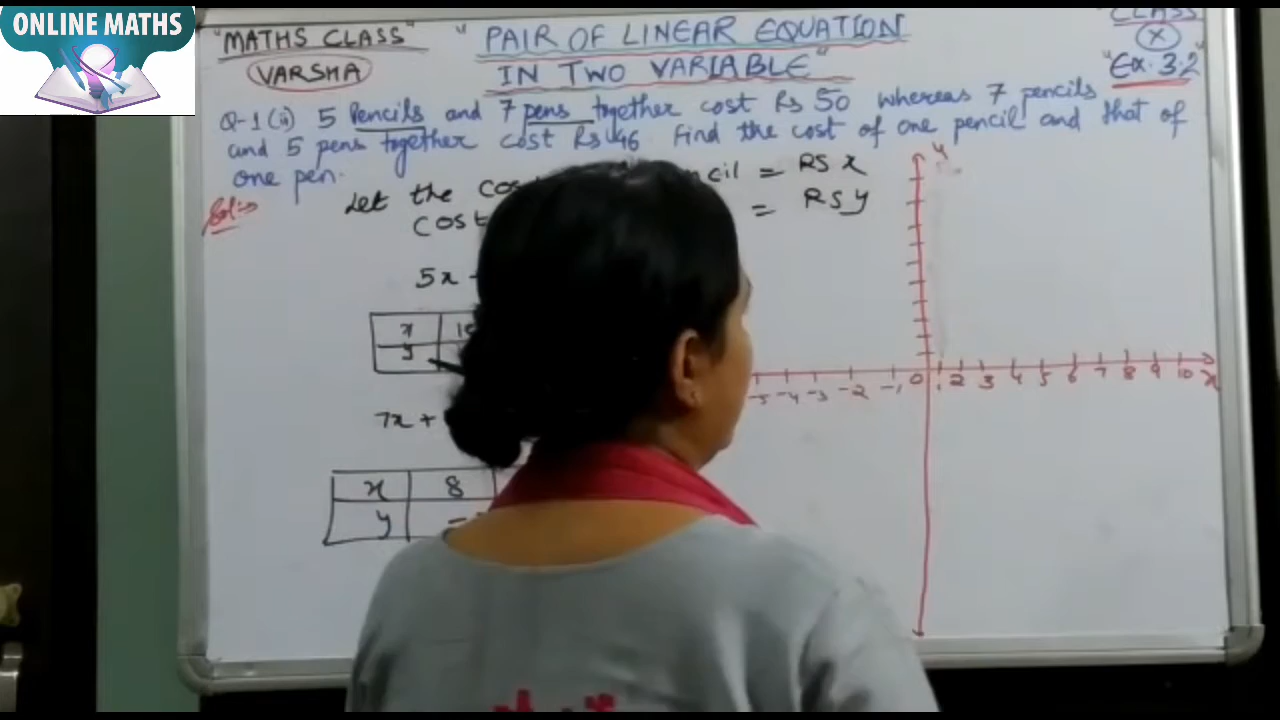 ONLINE MATHS
"MATHS CLASS"
VARSHA
"PAIR OF LINEAR EQUATION
IN TWO VARIABLE"
CLASS
X
"Ex. 3.2"
Q-1(ii) 5 Pencils and 7 pens together cost Rs 50 whereas 7 pencils
and 5 pens together cost Rs 46. Find the cost of one pencil and that of
one pen.
Sol:-
Let the = RS x
cost = RS y
5x
x
y
7x +
x 8
y
y
-5 -4 -3 -2 -1 0 1 2 3 4 5 6 7 8 9 10 x